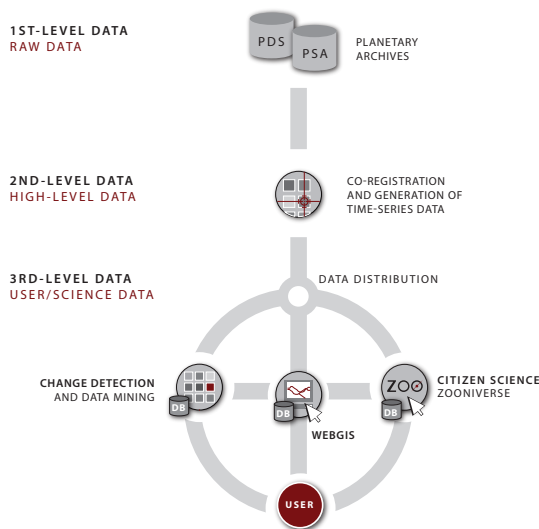 1ST-LEVEL DATA
RAW DATA
PDS
PSA
PLANETARY
ARCHIVES
2ND-LEVEL DATA
HIGH-LEVEL DATA
CO-REGISTRATION
AND GENERATION OF
TIME-SERIES DATA
3RD-LEVEL DATA
USER/SCIENCE DATA
DATA DISTRIBUTION
CHANGE DETECTION
AND DATA MINING
DB
DB
WEBGIS
ZOO
DB
CITIZEN SCIENCE
ZOONIVERSE
USER